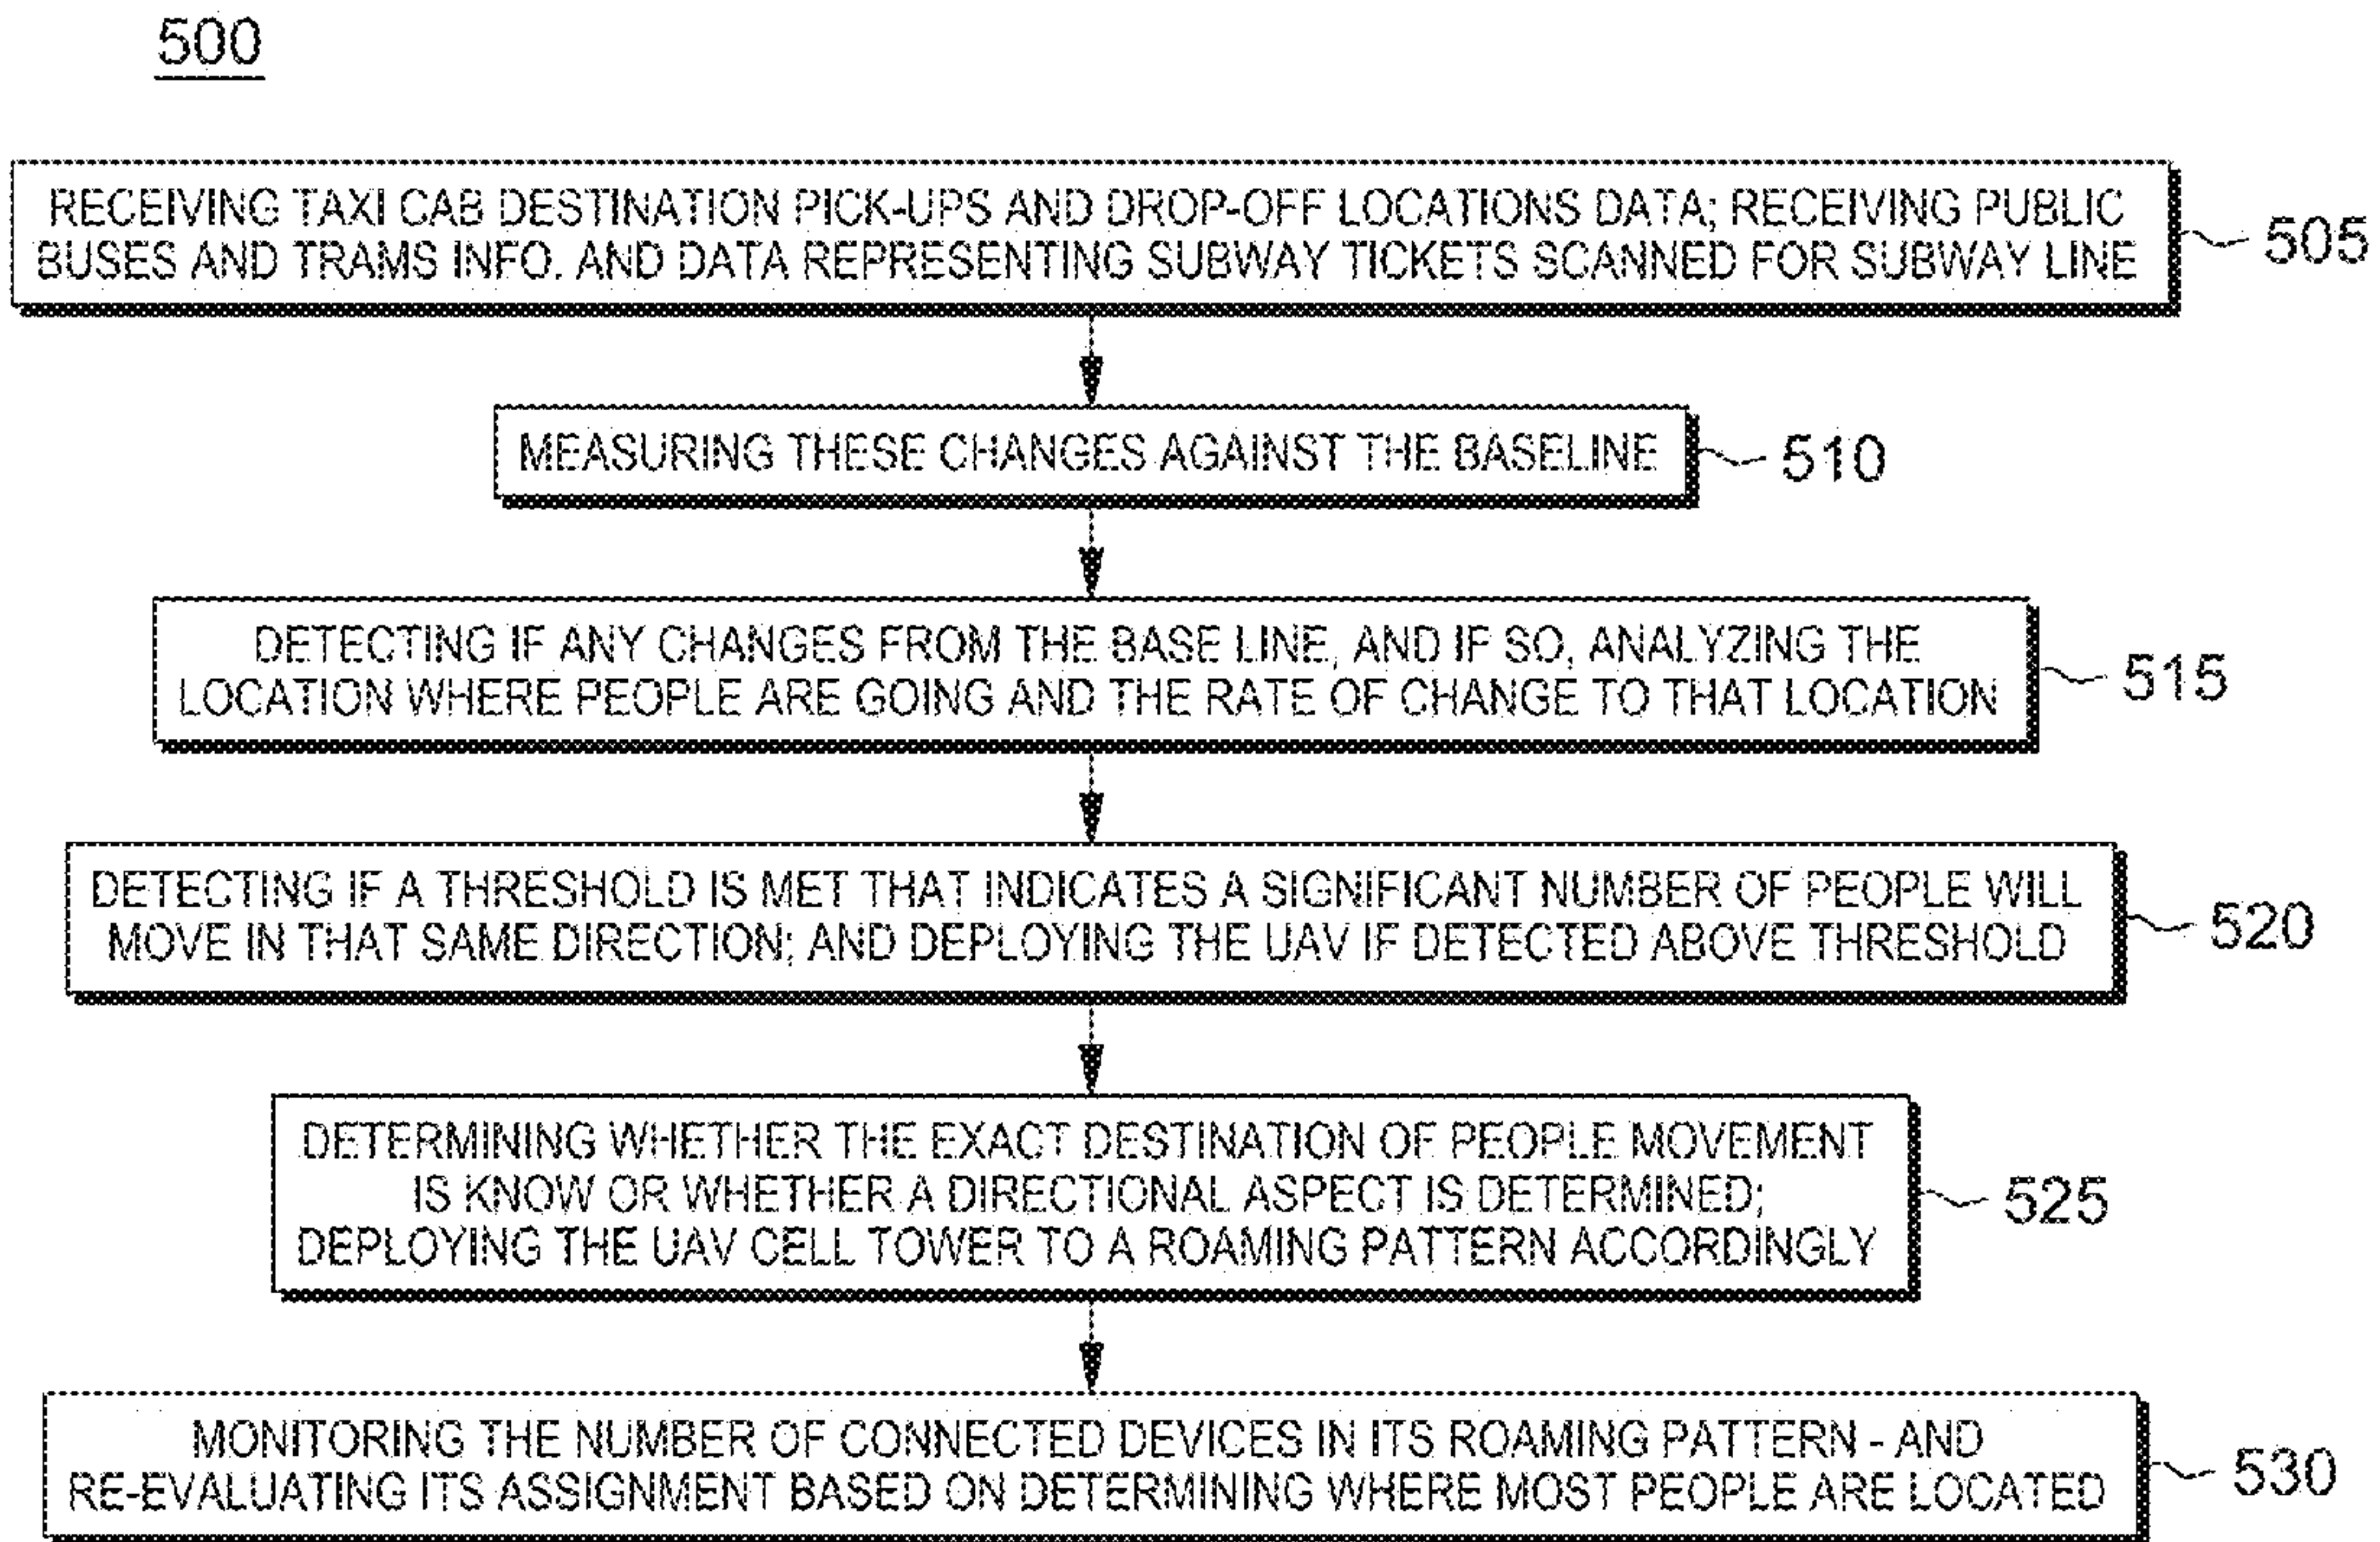 500
RECEIVING TAXI CAB DESTINATION PICK-UPS AND DROP-OFF LOCATIONS DATA; RECEIVING PUBLIC
BUSES AND TRAMS INFO. AND DATA REPRESENTING SUBWAY TICKETS SCANNED FOR SUBWAY LINE
505
MEASURING THESE CHANGES AGAINST THE BASELINE
510
DETECTING IF ANY CHANGES FROM THE BASE LINE, AND IF SO, ANALYZING THE
LOCATION WHERE PEOPLE ARE GOING AND THE RATE OF CHANGE TO THAT LOCATION
515
DETECTING IF A THRESHOLD IS MET THAT INDICATES A SIGNIFICANT NUMBER OF PEOPLE WILL
MOVE IN THAT SAME DIRECTION; AND DEPLOYING THE UAV IF DETECTED ABOVE THRESHOLD
520
DETERMINING WHETHER THE EXACT DESTINATION OF PEOPLE MOVEMENT
IS KNOW OR WHETHER A DIRECTIONAL ASPECT IS DETERMINED;
DEPLOYING THE UAV CELL TOWER TO A ROAMING PATTERN ACCORDINGLY
525
MONITORING THE NUMBER OF CONNECTED DEVICES IN ITS ROAMING PATTERN - AND
RE-EVALUATING ITS ASSIGNMENT BASED ON DETERMINING WHERE MOST PEOPLE ARE LOCATED
530